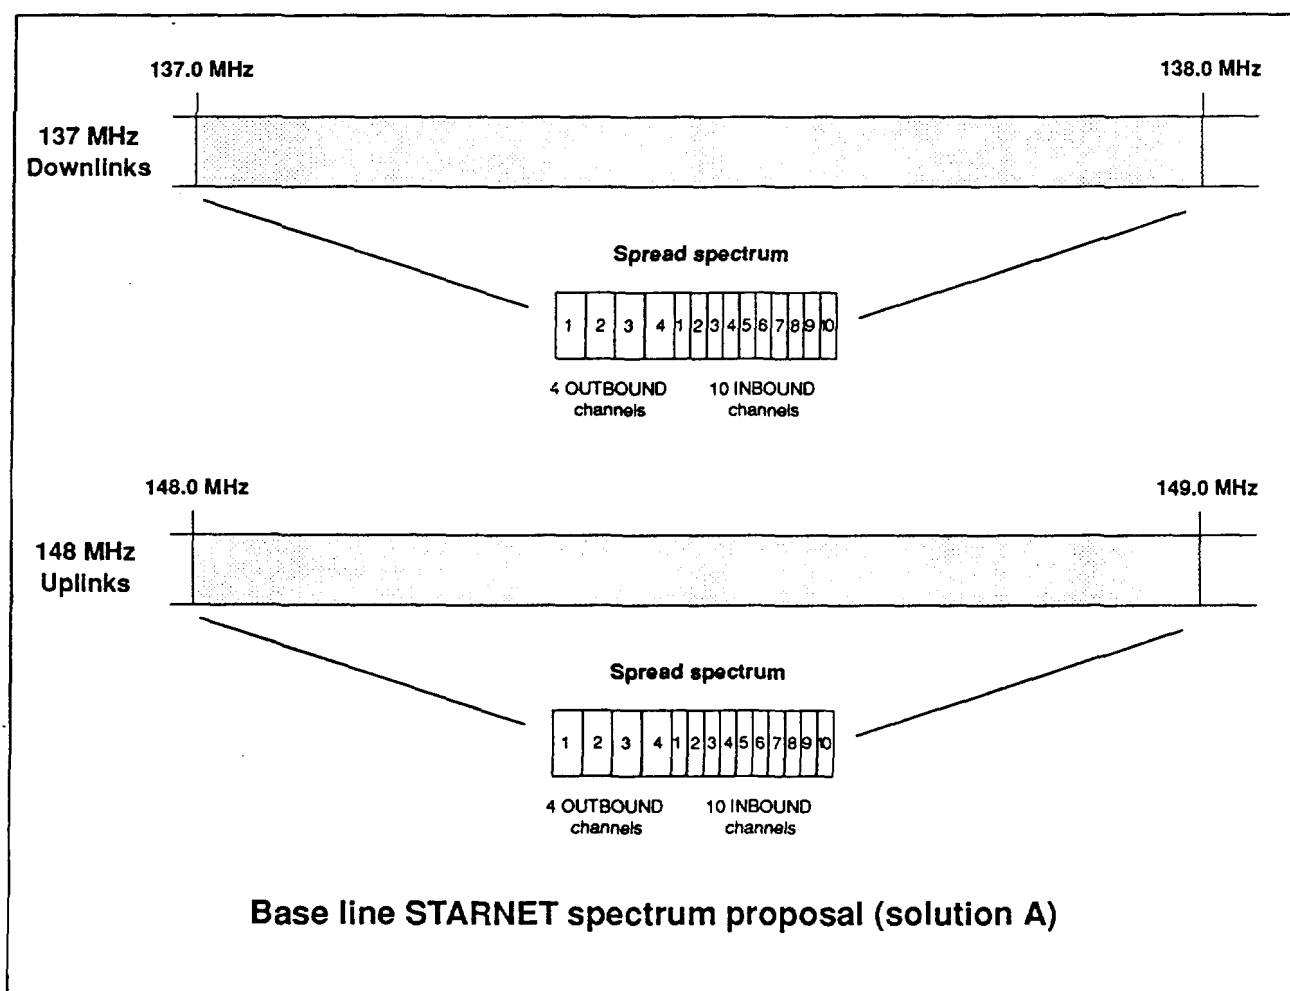 137.0 MHz 138.0 MHz
137 MHz
Downlinks
Spread spectrum
1 2 3 4 1 2 3 4 5 6 7 8 9 10
4 OUTBOUND channels
10 INBOUND channels
148.0 MHz 149.0 MHz
148 MHz
Uplinks
Spread spectrum
1 2 3 4 1 2 3 4 5 6 7 8 9 10
4 OUTBOUND channels
10 INBOUND channels
Base line STARNET spectrum proposal (solution A)